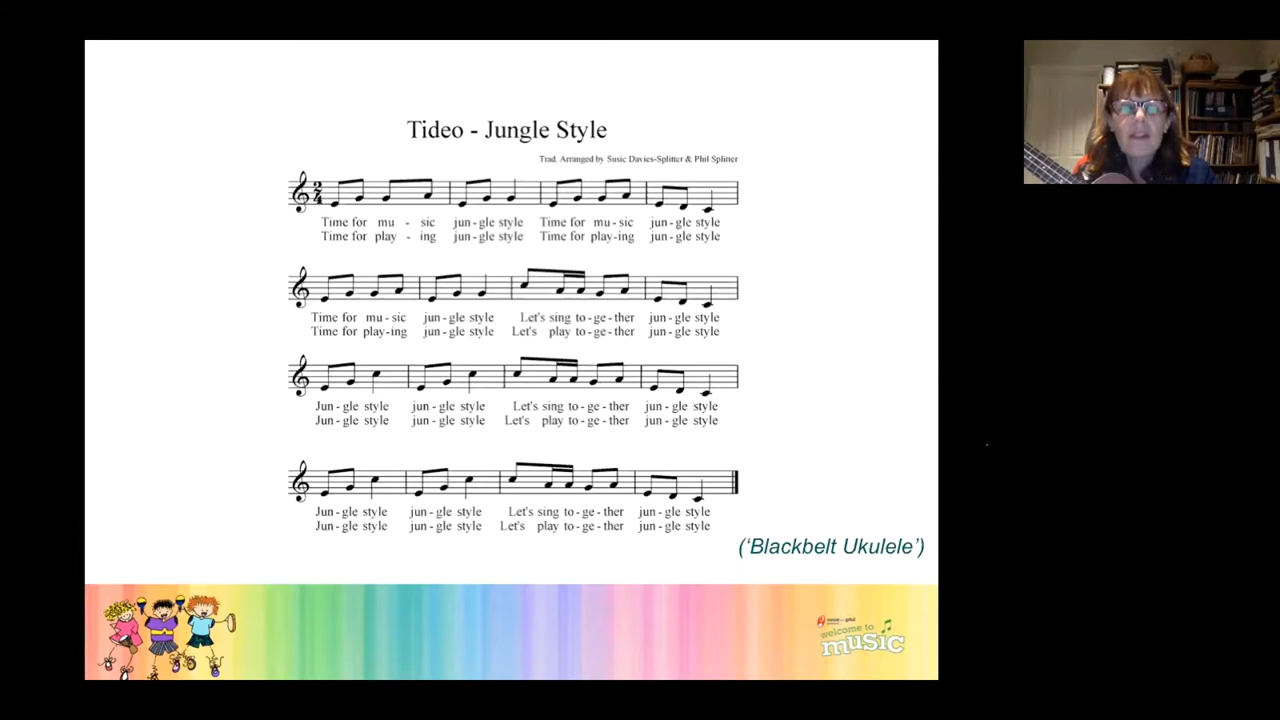 Tideo - Jungle Style
Trad. Arranged by Susie Davies-Splitter & Phil Splitter
2
4
Time for mu - sic jun - gle style Time for mu - sic jun - gle style
Time for play - ing jun - gle style Time for play-ing jun - gle style
Time for mu - sic jungle style Let's sing to - ge - ther jun - gle style
Time for play-ing jun - gle style Let's play to - ge - ther jun - gle style
Jun - gle style jun - gle style Let's sing to - ge - ther jun - gle style
Jun - gle style jun - gle style Let's play to - ge - ther jun - gle style
Jun - gle style jun - gle style Let's sing to - ge - ther jun - gle style
Jun - gle style jun - gle style Let's play to - ge - ther jun - gle style
('Blackbelt Ukulele')
welcome to
music